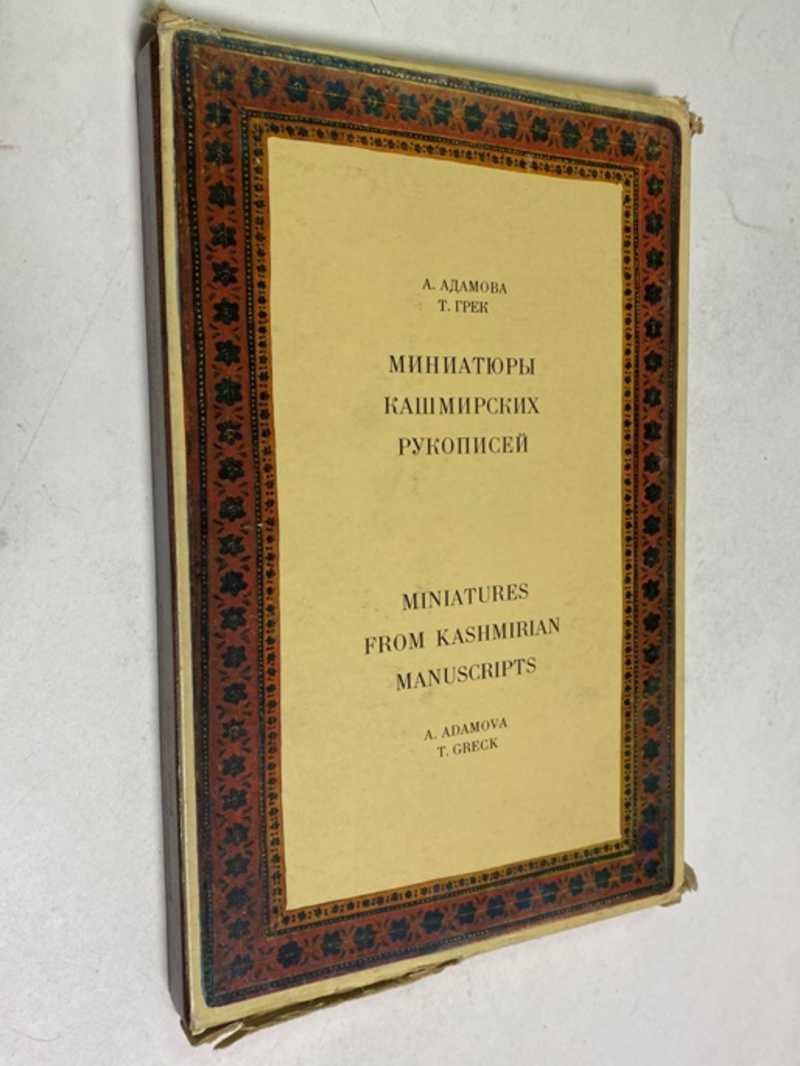 А. АДАМОВА
Т. ГРЕК
МИНИАТЮРЫ
КАШМИРСКИХ
РУКОПИСЕЙ
MINIATURES
FROM KASHMIRIAN
MANUSCRIPTS
A. ADAMOVA
T. GRECK